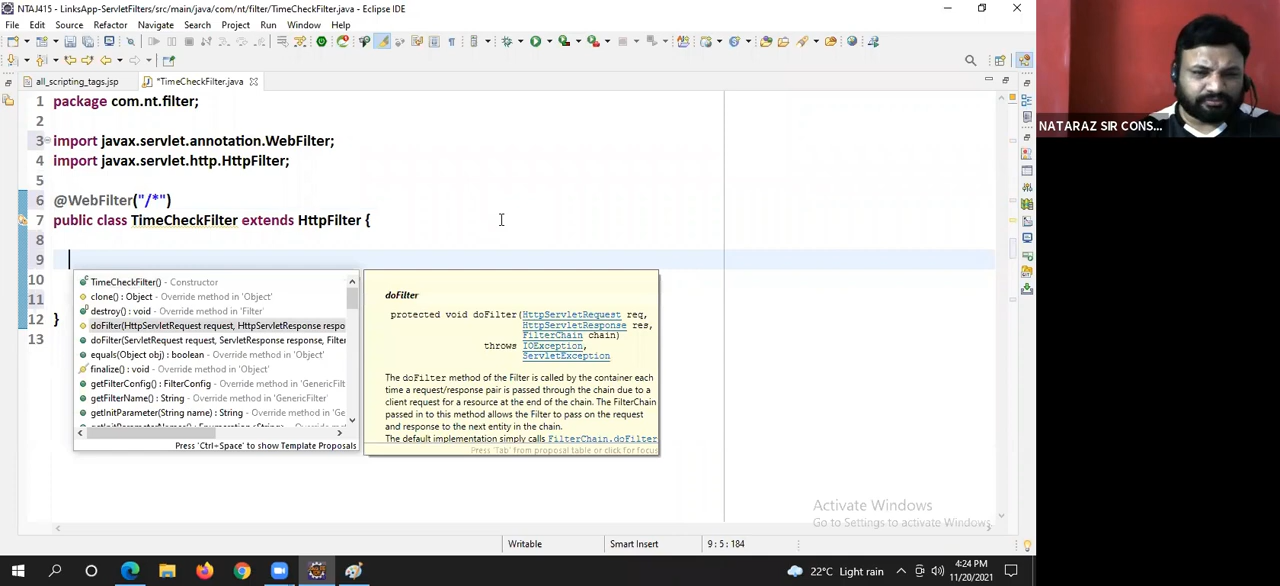 NTAJ415 - LinksApp-ServletFilters/src/main/java/com/nt/filter/TimeCheckFilter.java - Eclipse IDE
File Edit Source Refactor Navigate Search Project Run Window Help
all_scripting_tags.jsp *TimeCheckFilter.java
1 package com.nt.filter;
2
3 import javax.servlet.annotation.WebFilter;
4 import javax.servlet.http.HttpFilter;
5
6 @WebFilter("/*")
7 public class TimeCheckFilter extends HttpFilter {
8
9
10
11
12 }
13
TimeCheckFilter() - Constructor
clone() : Object - Override method in 'Object'
destroy() : void - Override method in 'Filter'
doFilter(HttpServletRequest request, HttpServletResponse respo
doFilter(ServletRequest request, ServletResponse response, Filter
equals(Object obj) : boolean - Override method in 'Object'
finalize() : void - Override method in 'Object'
getFilterConfig() : FilterConfig - Override method in 'GenericFilt
getFilterName() : String - Override method in 'GenericFilter'
getInitParameter(String name) : String - Override method in 'Ge
Press 'Ctrl+Space' to show Template Proposals
doFilter
protected void doFilter(HttpServletRequest req,
HttpServletResponse res,
FilterChain chain)
throws IOException,
ServletException
The doFilter method of the Filter is called by the container each
time a request/response pair is passed through the chain due to a
client request for a resource at the end of the chain. The FilterChain
passed in to this method allows the Filter to pass on the request
and response to the next entity in the chain.
The default implementation simply calls FilterChain.doFilter
Press 'Tab' from proposal table or click for focus
NATARAZ SIR CONS...
Activate Windows
Go to Settings to activate Windows.
Writable Smart Insert 9 : 5 : 184
22°C Light rain
4:24 PM
11/20/2021